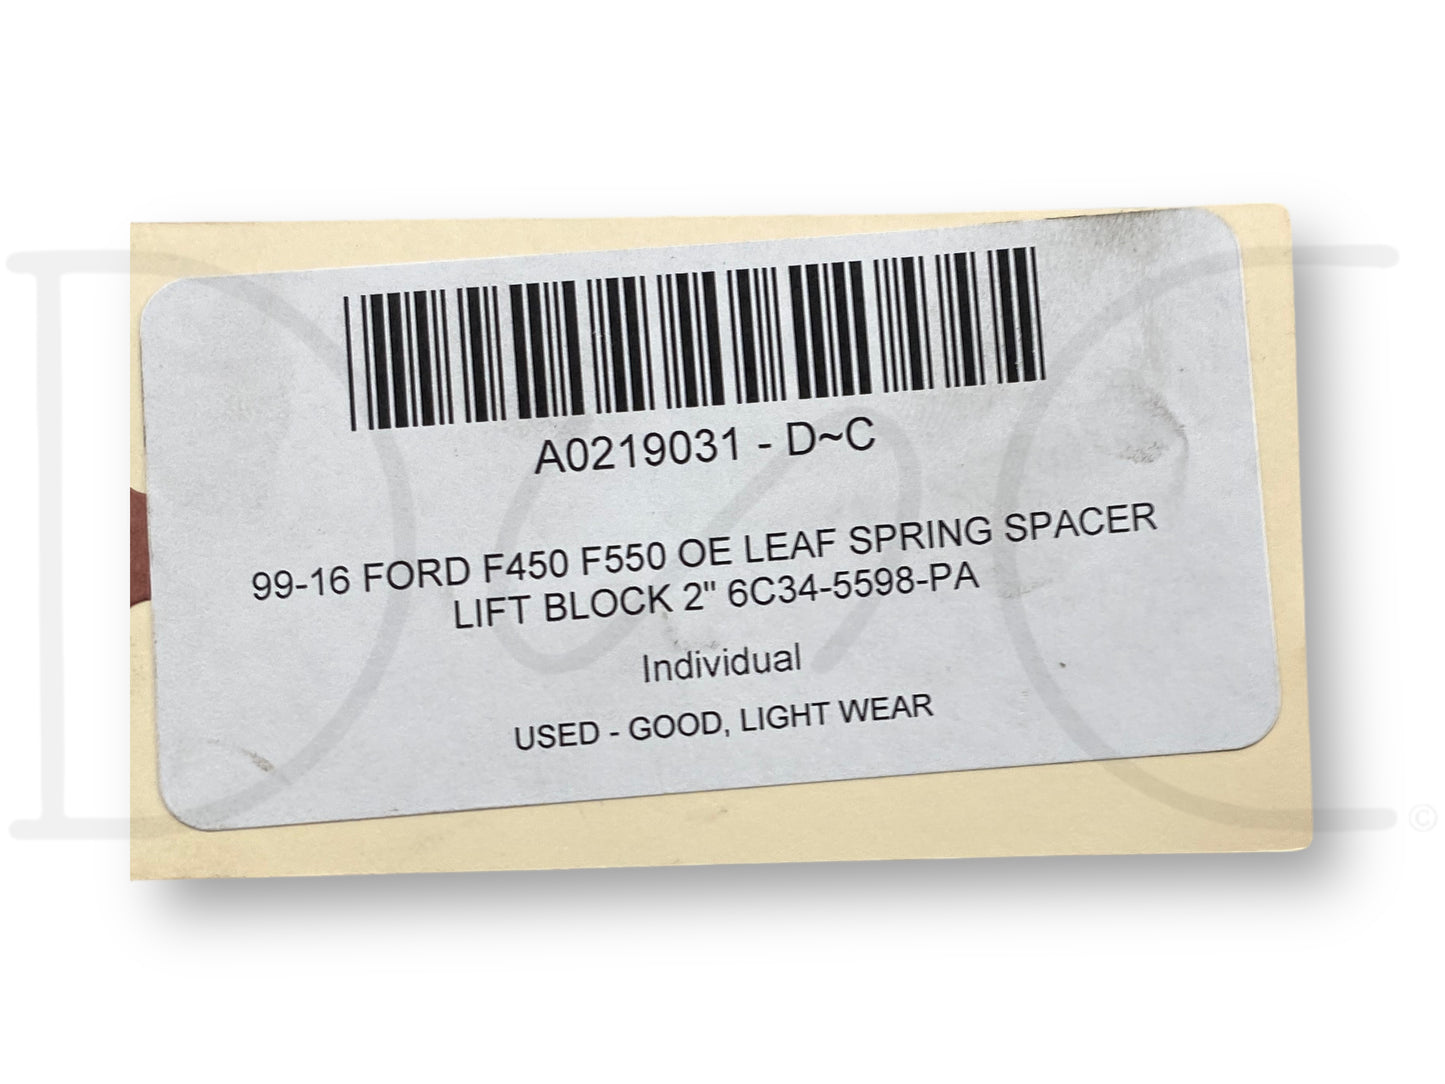 A0219031 - D~C
99-16 FORD F450 F550 OE LEAF SPRING SPACER
LIFT BLOCK 2" 6C34-5598-PA
Individual
USED - GOOD, LIGHT WEAR
D~C ©